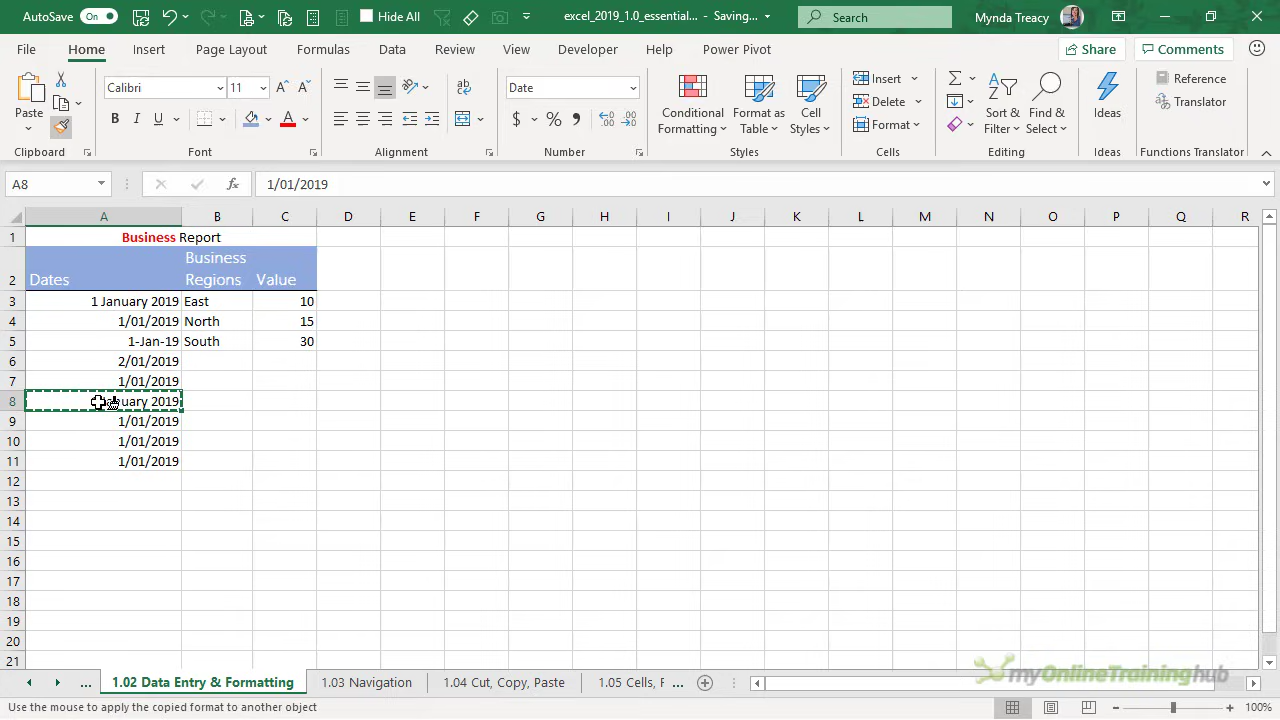 AutoSave On Hide All excel_2019_1.0_essential... - Saving... Search Mynda Treacy
File Home Insert Page Layout Formulas Data Review View Developer Help Power Pivot Share Comments
Calibri 11 Date Insert Reference
Paste Conditional Format as Cell Delete Sort & Find & Ideas Translator
B I U A $ % Formatting Table Styles Format Filter Select
Clipboard Font Alignment Number Styles Cells Editing Ideas Functions Translator
A8 fx 1/01/2019
A B C D E F G H I J K L M N O P Q R
1 Business Report
Business
2 Dates Regions Value
3 1 January 2019 East 10
4 1/01/2019 North 15
5 1-Jan-19 South 30
6 2/01/2019
7 1/01/2019
8 uary 2019
9 1/01/2019
10 1/01/2019
11 1/01/2019
12
13
14
15
16
17
18
19
20
21
... 1.02 Data Entry & Formatting 1.03 Navigation 1.04 Cut, Copy, Paste 1.05 Cells, F ...
myOnlineTraininghub
Use the mouse to apply the copied format to another object 100%